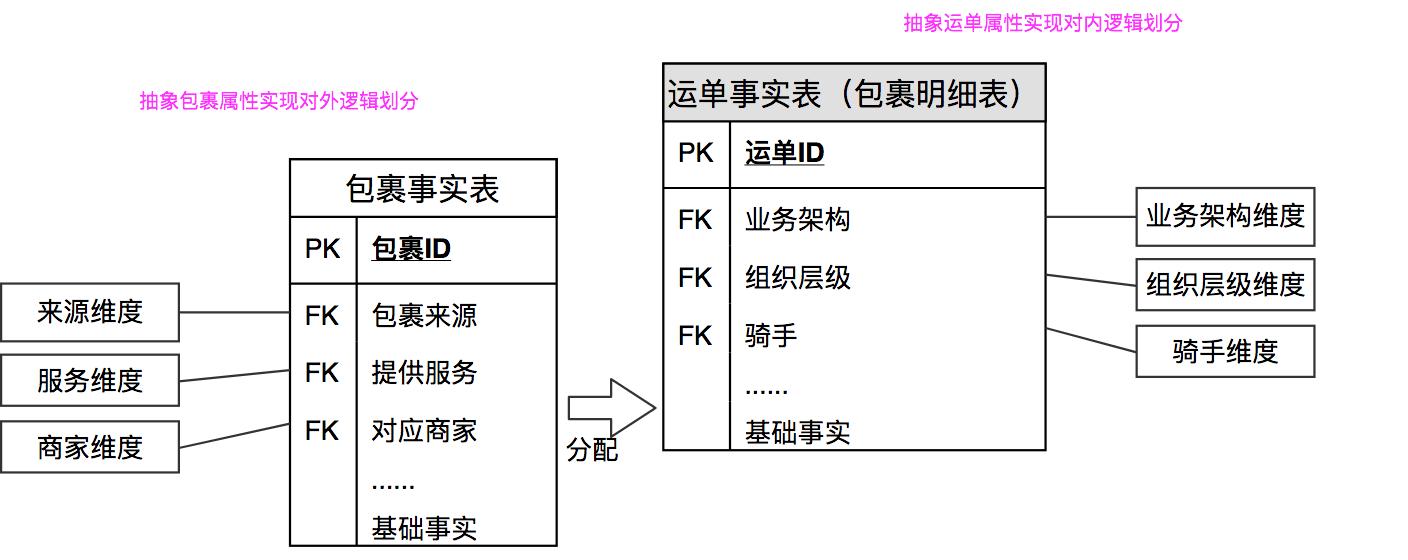 抽象运单属性实现对内逻辑划分
抽象包裹属性实现对外逻辑划分
包裹事实表
PK 包裹ID
FK 包裹来源
FK 提供服务
FK 对应商家
......
基础事实
来源维度
服务维度
商家维度
分配
运单事实表（包裹明细表）
PK 运单ID
FK 业务架构
FK 组织层级
FK 骑手
......
基础事实
业务架构维度
组织层级维度
骑手维度